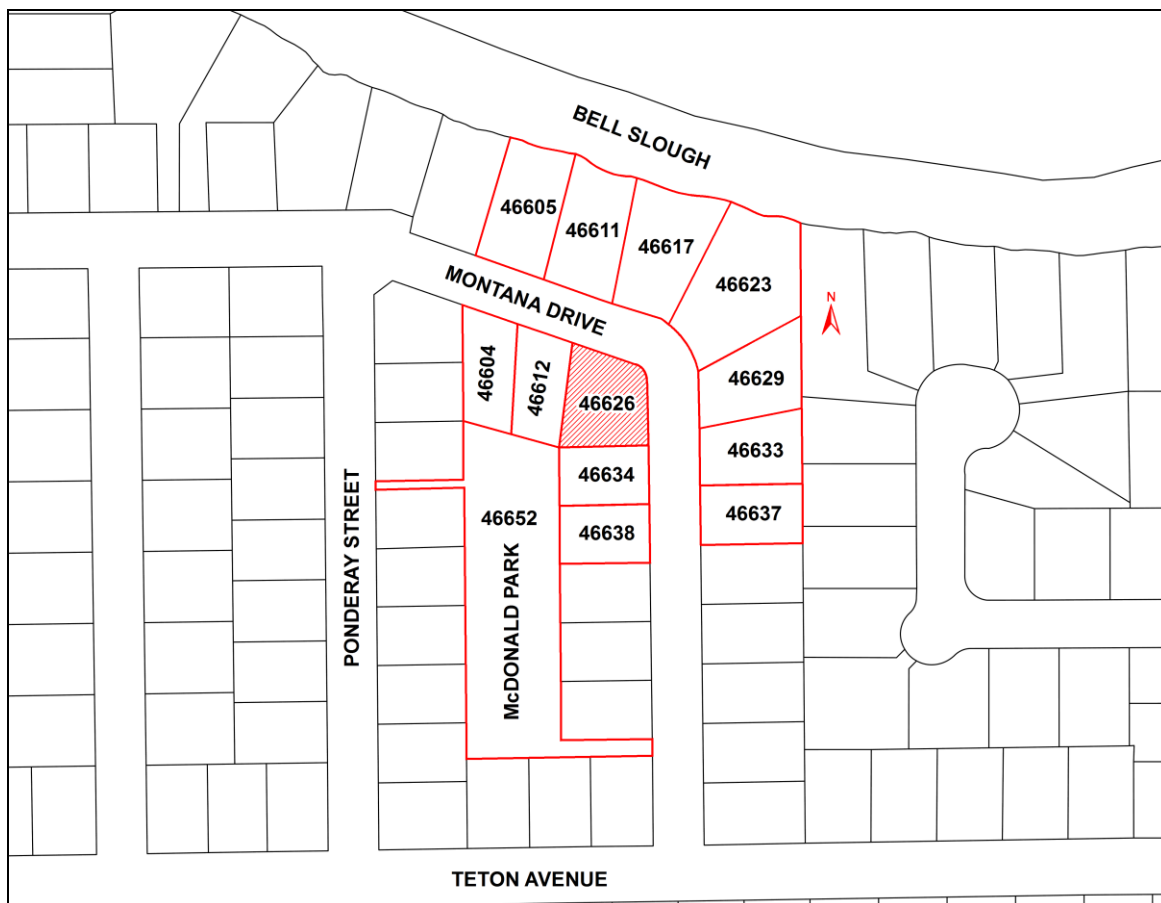 BELL SLOUGH
46605
46611
46617
46623
MONTANA DRIVE
N
46604
46612
46626
46629
46633
46634
46637
46638
46652
McDONALD PARK
PONDERAY STREET
TETON AVENUE